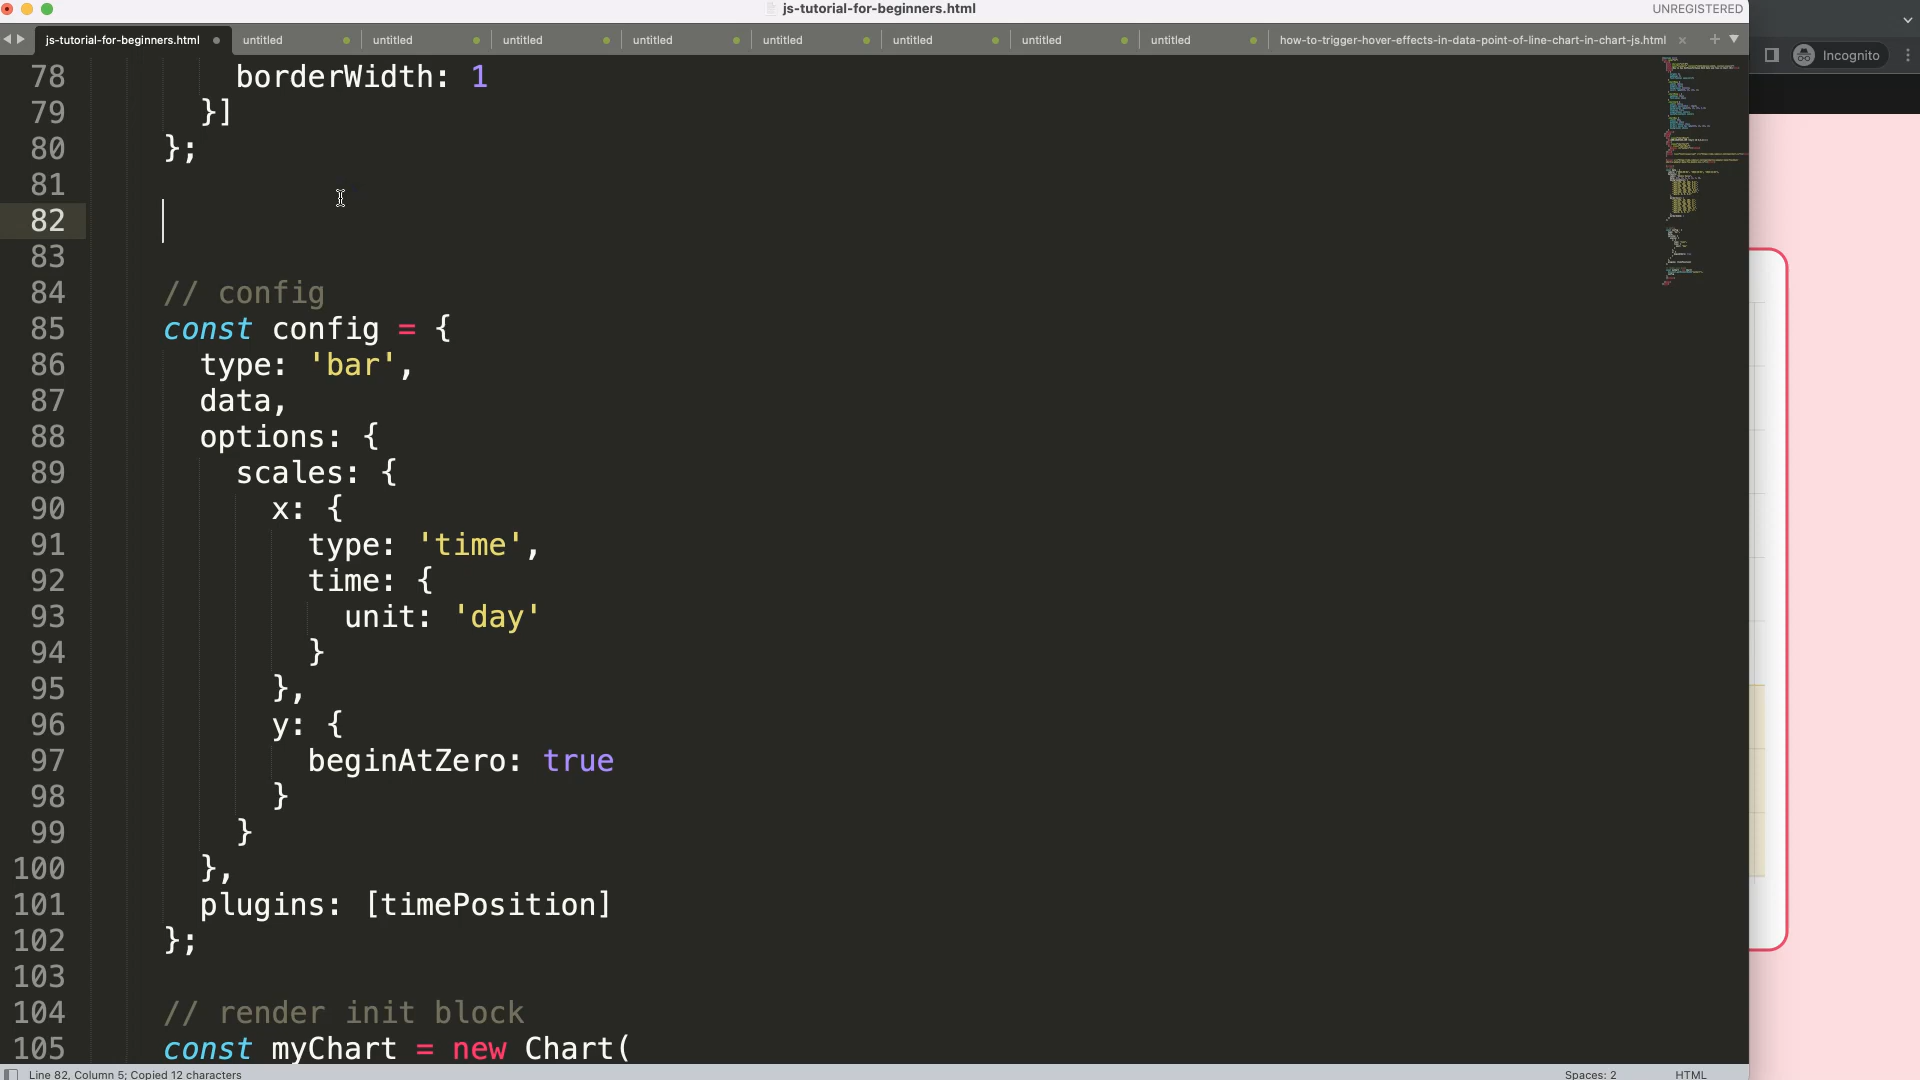 js-tutorial-for-beginners.html
UNREGISTERED
js-tutorial-for-beginners.html untitled untitled untitled untitled untitled untitled untitled untitled how-to-trigger-hover-effects-in-data-point-of-line-chart-in-chart-js.html
Incognito
78 borderWidth: 1
79 }]
80 };
81
82
83
84 // config
85 const config = {
86 type: 'bar',
87 data,
88 options: {
89 scales: {
90 x: {
91 type: 'time',
92 time: {
93 unit: 'day'
94 }
95 },
96 y: {
97 beginAtZero: true
98 }
99 }
100 },
101 plugins: [timePosition]
102 };
103
104 // render init block
105 const myChart = new Chart(
Line 82, Column 5; Copied 12 characters
Spaces: 2
HTML